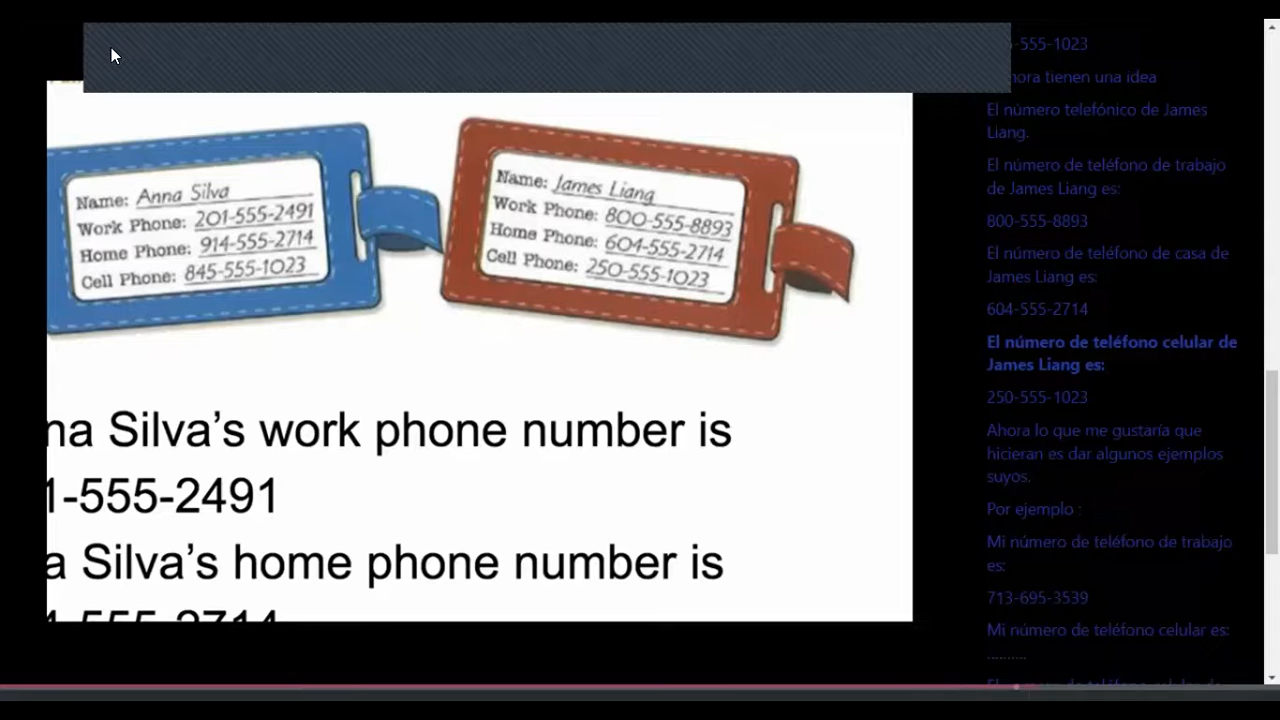 Name: Anna Silva
Work Phone: 201-555-2491
Home Phone: 914-555-2714
Cell Phone: 845-555-1023
Name: James Liang
Work Phone: 800-555-8893
Home Phone: 604-555-2714
Cell Phone: 250-555-1023
na Silva's work phone number is
1-555-2491
a Silva's home phone number is
4-555-2714
-555-1023
hora tienen una idea
El número telefónico de James
Liang.
El número de teléfono de trabajo
de James Liang es:
800-555-8893
El número de teléfono de casa de
James Liang es:
604-555-2714
El número de teléfono celular de
James Liang es:
250-555-1023
Ahora lo que me gustaría que
hicieran es dar algunos ejemplos
suyos.
Por ejemplo :
Mi número de teléfono de trabajo
es:
713-695-3539
Mi número de teléfono celular es:
..........